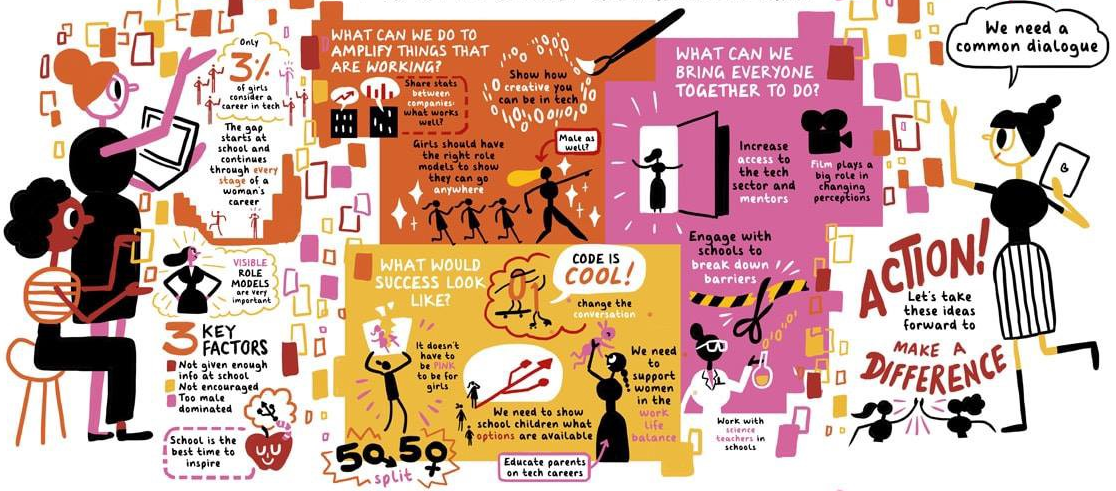 Only
3%
of girls
consider a
career in tech
The gap
starts at
school and
continues
through every
stage of a
woman's
career
VISIBLE
ROLE
MODELS
are very
important
3 KEY
FACTORS
Not given enough
info at school
Not encouraged
Too male
dominated
School is the
best time to
inspire
WHAT CAN WE DO TO
AMPLIFY THINGS THAT
ARE WORKING?
Share stats
between
companies:
what works
well?
Show how
creative you
can be in tech
Girls should have
the right role
models to show
they can go
anywhere
Male as
well?
WHAT WOULD
SUCCESS LOOK
LIKE?
CODE IS
COOL!
change the
conversation
01
It doesn't
have to
be PINK
to be for
girls
We need to show
school children what
options are available
50 50
split
We need
to
support
women
in the
work
life
balance
Educate parents
on tech careers
WHAT CAN WE
BRING EVERYONE
TOGETHER TO DO?
Increase
access to
the tech
sector and
mentors
Film plays a
big role in
changing
perceptions
Engage with
schools to
break down
barriers
Work with
science
teachers in
schools
We need a
common dialogue
ACTION!
Let's take
these ideas
forward to
MAKE A
DIFFERENCE